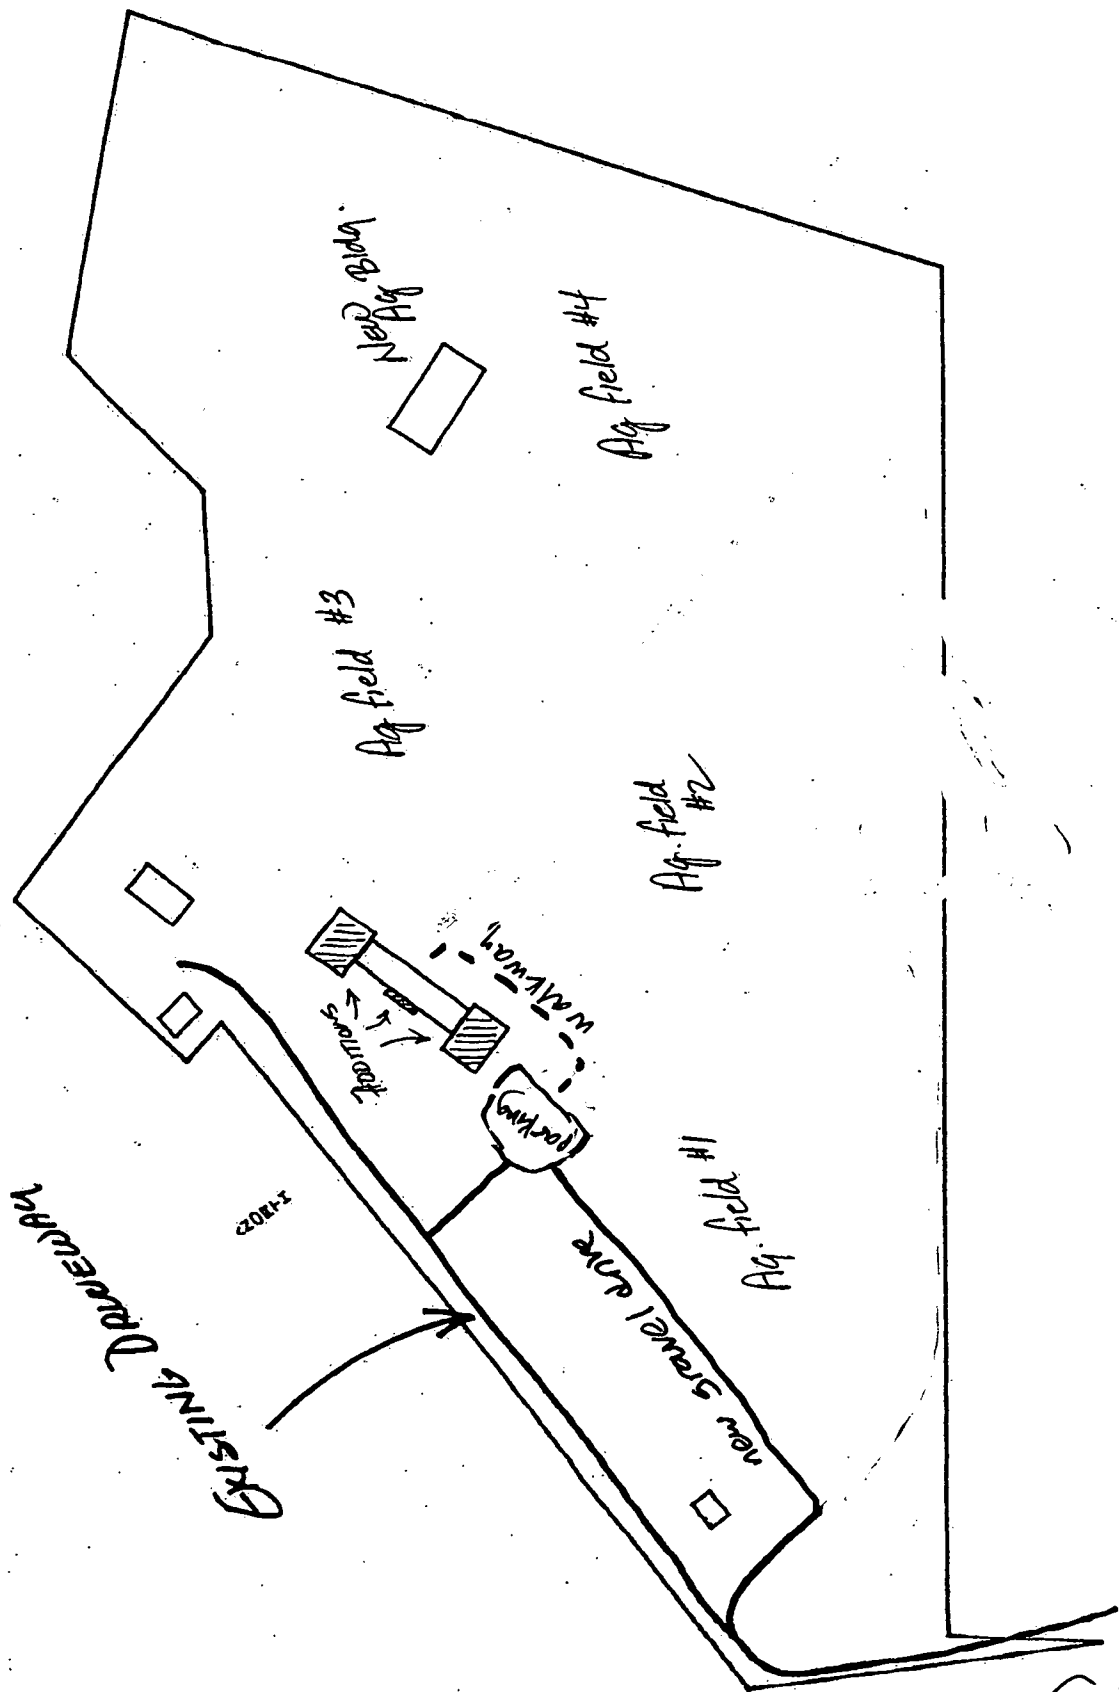 New
Ag Bldg.
Ag field #4
Ag field #3
Ag. field
#2
Additions
walkway
parking
Ag. field #1
new gravel drive
Existing Driveway